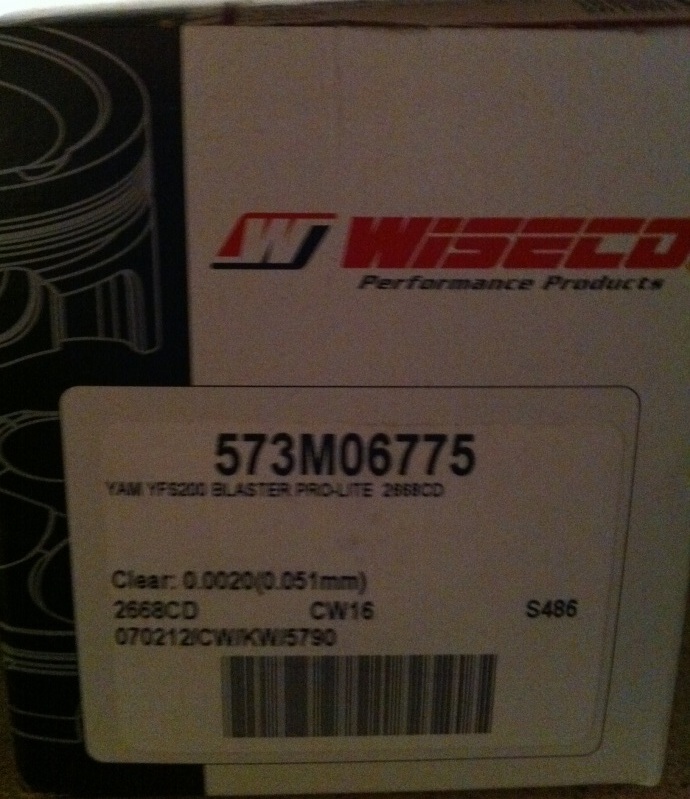 W WISECO
Performance Products
573M06775
YAM YFS200 BLASTER PRO-LITE 2668CD
Clear: 0.0020(0.051mm)
2668CD CW16 S486
070212/CW/KW/5790